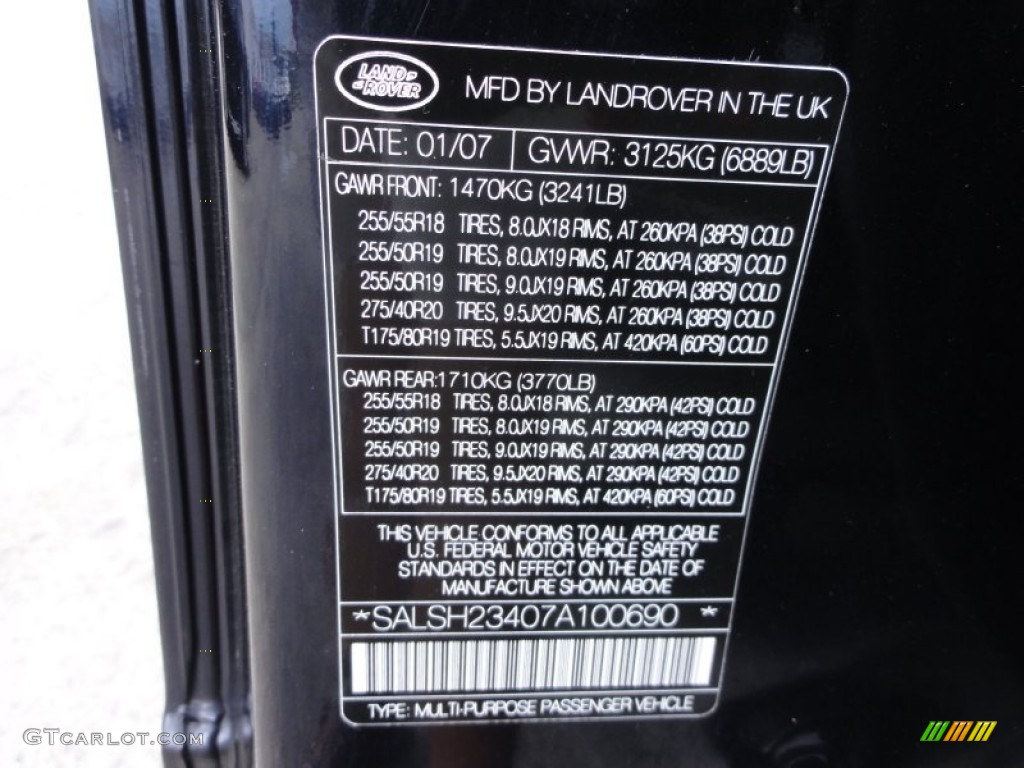 LAND-
-ROVER
MFD BY LANDROVER IN THE UK
DATE: 01/07 GVWR: 3125KG (6889LB)
GAWR FRONT: 1470KG (3241LB)
255/55R18 TIRES, 8.0JX18 RIMS, AT 260KPA (38PSI) COLD
255/50R19 TIRES, 8.0JX19 RIMS, AT 260KPA (38PSI) COLD
255/50R19 TIRES, 9.0JX19 RIMS, AT 260KPA (38PSI) COLD
275/40R20 TIRES, 9.5JX20 RIMS, AT 260KPA (38PSI) COLD
T175/80R19 TIRES, 5.5JX19 RIMS, AT 420KPA (60PSI) COLD
GAWR REAR: 1710KG (3770LB)
255/55R18 TIRES, 8.0JX18 RIMS, AT 290KPA (42PSI) COLD
255/50R19 TIRES, 8.0JX19 RIMS, AT 290KPA (42PSI) COLD
255/50R19 TIRES, 9.0JX19 RIMS, AT 290KPA (42PSI) COLD
275/40R20 TIRES, 9.5JX20 RIMS, AT 290KPA (42PSI) COLD
T175/80R19 TIRES, 5.5JX19 RIMS, AT 420KPA (60PSI) COLD
THIS VEHICLE CONFORMS TO ALL APPLICABLE
U.S. FEDERAL MOTOR VEHICLE SAFETY
STANDARDS IN EFFECT ON THE DATE OF
MANUFACTURE SHOWN ABOVE
*SALSH23407A100690 *
TYPE: MULTI-PURPOSE PASSENGER VEHICLE
GTCARLOT.COM